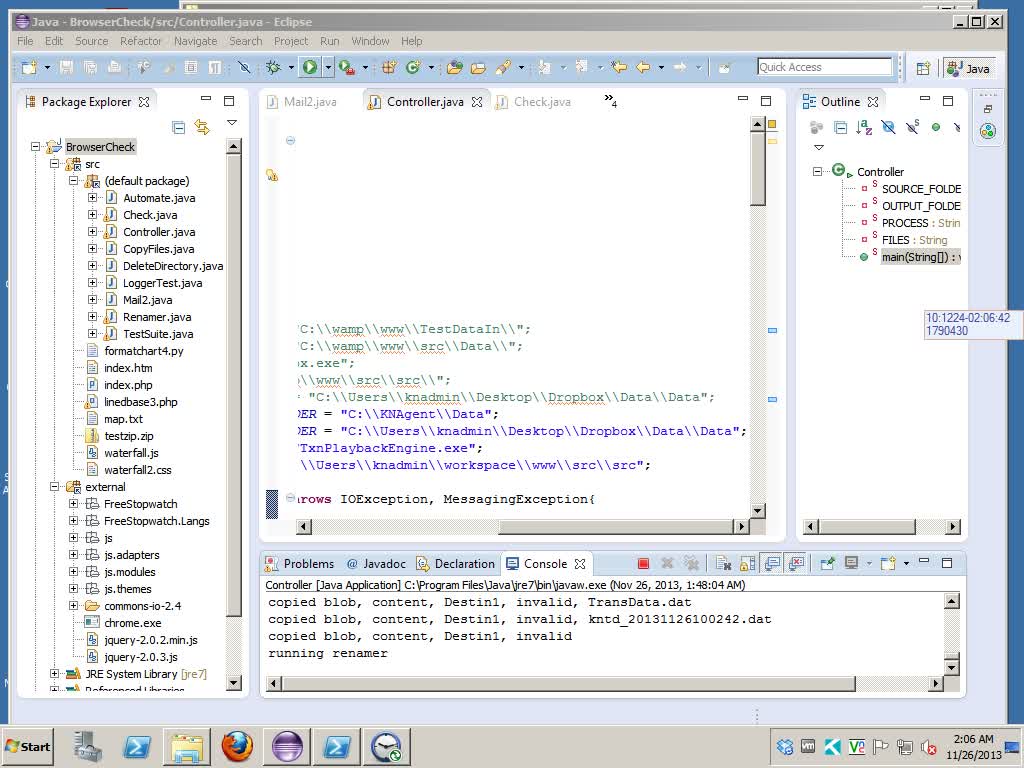 Java - BrowserCheck/src/Controller.java - Eclipse
File Edit Source Refactor Navigate Search Project Run Window Help
Quick Access
Java
Package Explorer
BrowserCheck
src
(default package)
Automate.java
Check.java
Controller.java
CopyFiles.java
DeleteDirectory.java
LoggerTest.java
Mail2.java
Renamer.java
TestSuite.java
formatchart4.py
index.htm
index.php
linedbase3.php
map.txt
testzip.zip
waterfall.js
waterfall2.css
external
FreeStopwatch
FreeStopwatch.Langs
js
js.adapters
js.modules
js.themes
commons-io-2.4
chrome.exe
jquery-2.0.2.min.js
jquery-2.0.3.js
JRE System Library [jre7]
Referenced Libraries
Mail2.java Controller.java Check.java »4
"C:\\wamp\\www\\TestDataIn\\";
"C:\\wamp\\www\\src\\Data\\";
ox.exe";
\\www\\src\\src\\";
= "C:\\Users\\knadmin\\Desktop\\Dropbox\\Data\\Data";
DER = "C:\\KNAgent\\Data";
DER = "C:\\Users\\knadmin\\Desktop\\Dropbox\\Data\\Data";
"TxnPlaybackEngine.exe";
\\Users\\knadmin\\workspace\\www\\src\\src";
hrows IOException, MessagingException{
Outline
Controller
SOURCE_FOLDE
OUTPUT_FOLDE
PROCESS : Strin
FILES : String
main(String[]) : v
10:1224-02:06:42
1790430
Problems @ Javadoc Declaration Console
Controller [Java Application] C:\Program Files\Java\jre7\bin\javaw.exe (Nov 26, 2013, 1:48:04 AM)
copied blob, content, Destin1, invalid, TransData.dat
copied blob, content, Destin1, invalid, kntd_20131126100242.dat
copied blob, content, Destin1, invalid
running renamer
Start
2:06 AM
11/26/2013